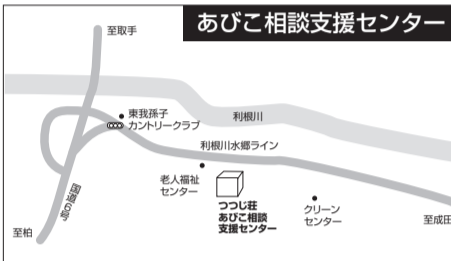 あびこ相談支援センター
至取手
東我孫子
カントリークラブ
利根川
利根川水郷ライン
老人福祉
センター
つつじ荘
あびこ相談
支援センター
クリーン
センター
国道6号
至柏
至成田